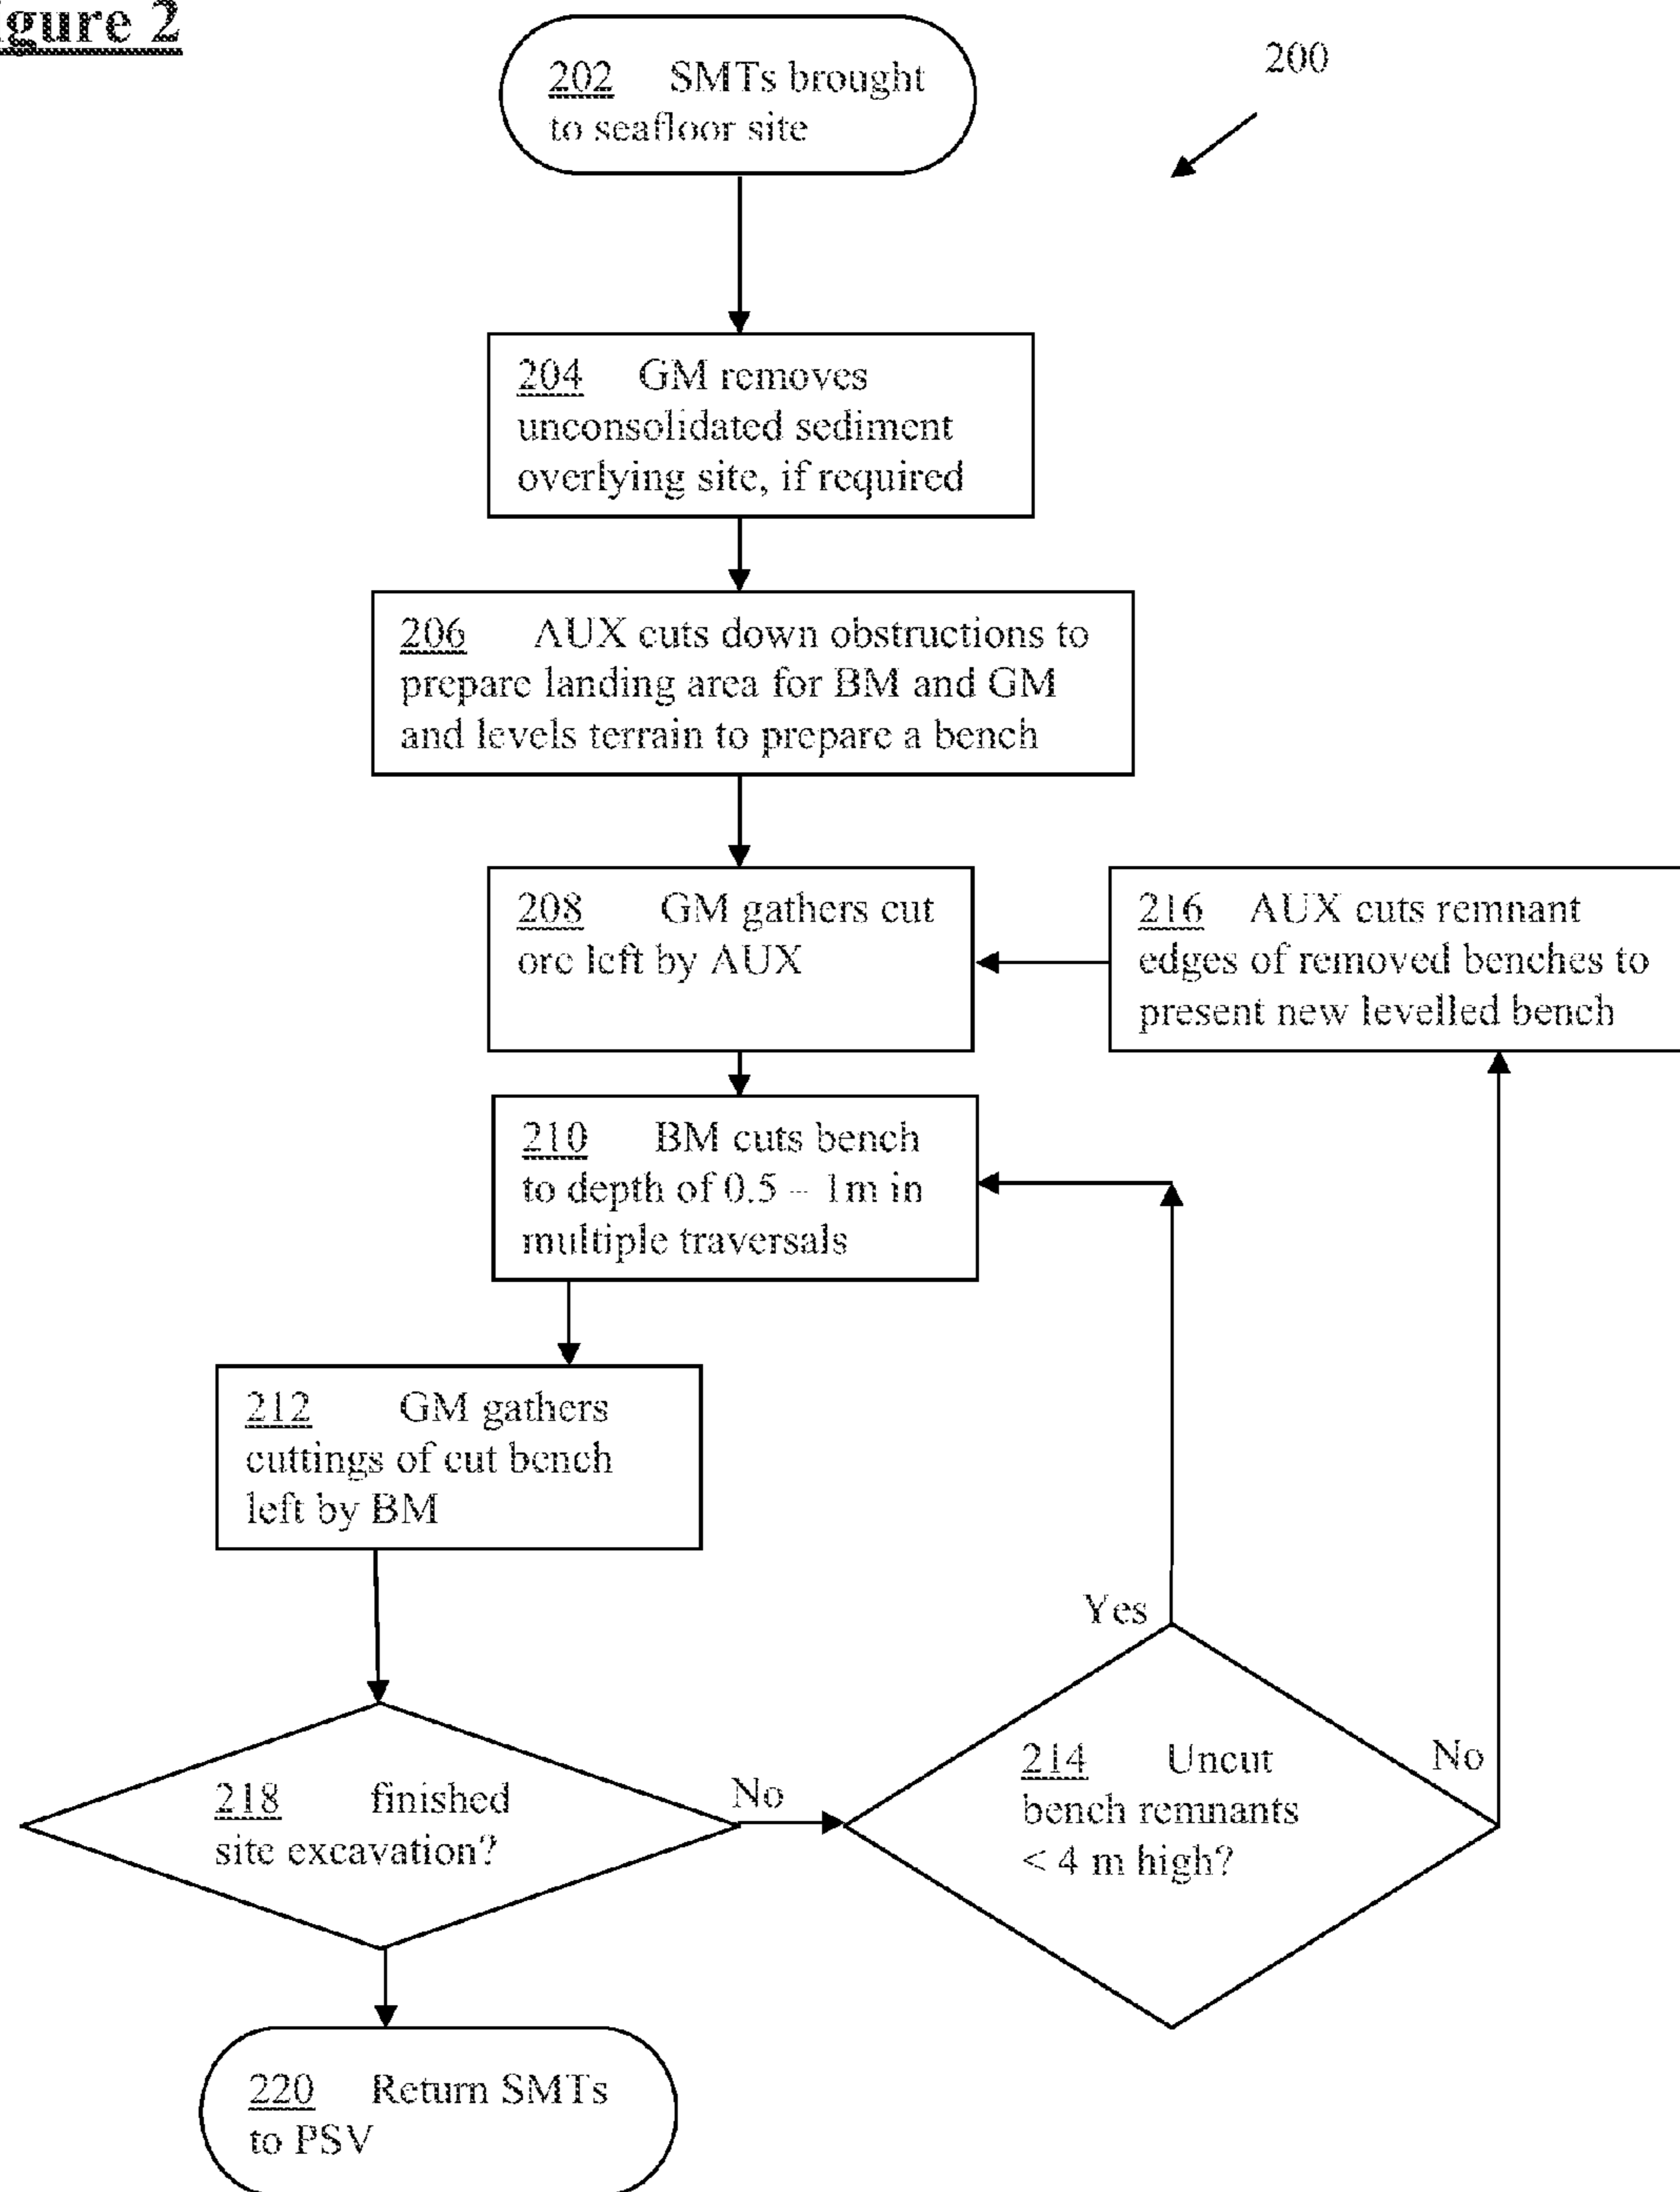 gure 2
200
202 SMTs brought
to seafloor site
204 GM removes
unconsolidated sediment
overlying site, if required
206 AUX cuts down obstructions to
prepare landing area for BM and GM
and levels terrain to prepare a bench
208 GM gathers cut
ore left by AUX
216 AUX cuts remnant
edges of removed benches to
present new levelled bench
210 BM cuts bench
to depth of 0.5 – 1m in
multiple traversals
212 GM gathers
cuttings of cut bench
left by BM
Yes
218 finished
site excavation?
No
214 Uncut
bench remnants
< 4 m high?
No
220 Return SMTs
to PSV